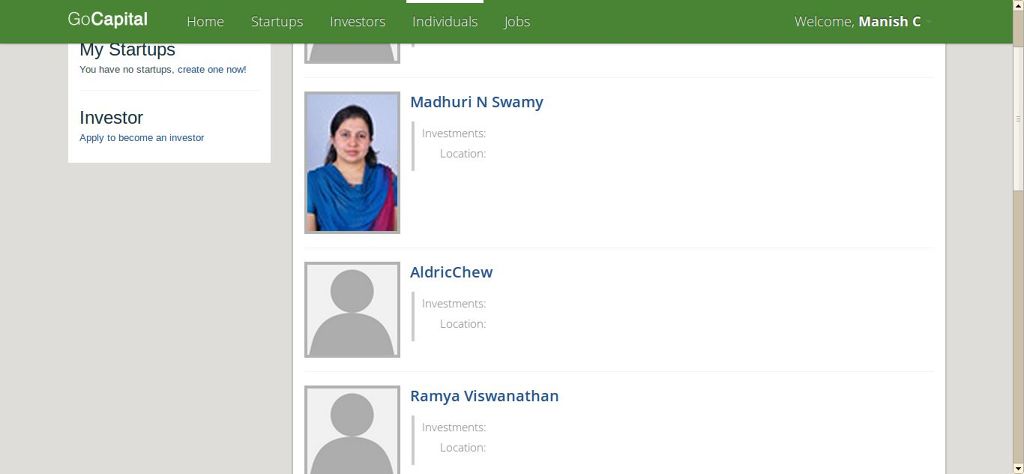 GoCapital Home Startups Investors Individuals Jobs Welcome, Manish C
My Startups
You have no startups, create one now!
Investor
Apply to become an investor
Madhuri N Swamy
Investments:
Location:
AldricChew
Investments:
Location:
Ramya Viswanathan
Investments:
Location: